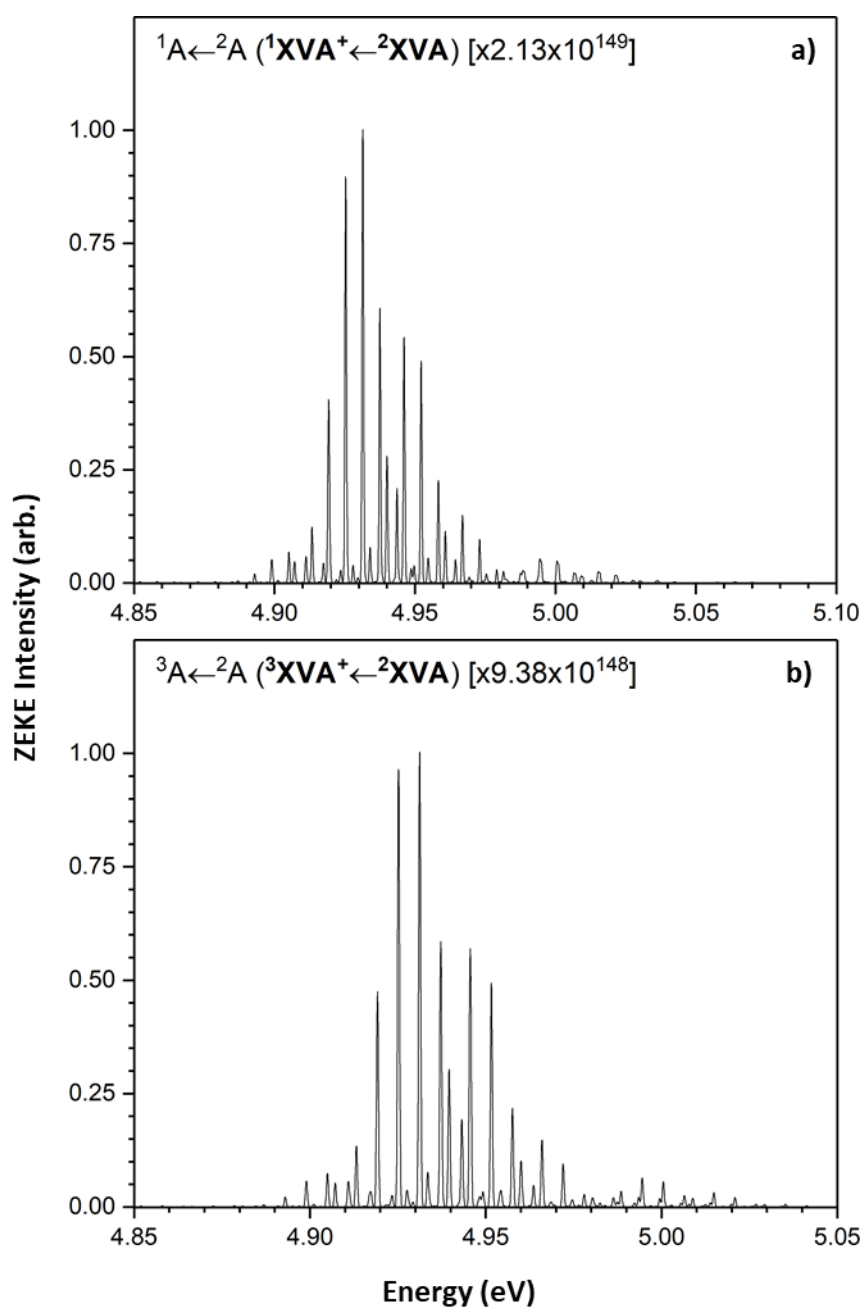 ¹A←²A (¹XVA⁺←²XVA) [x2.13x10¹⁴⁹]
a)
1.00
0.75
0.50
0.25
0.00
4.85 4.90 4.95 5.00 5.05 5.10
ZEKE Intensity (arb.)
³A←²A (³XVA⁺←²XVA) [x9.38x10¹⁴⁸]
b)
1.00
0.75
0.50
0.25
0.00
4.85 4.90 4.95 5.00 5.05
Energy (eV)